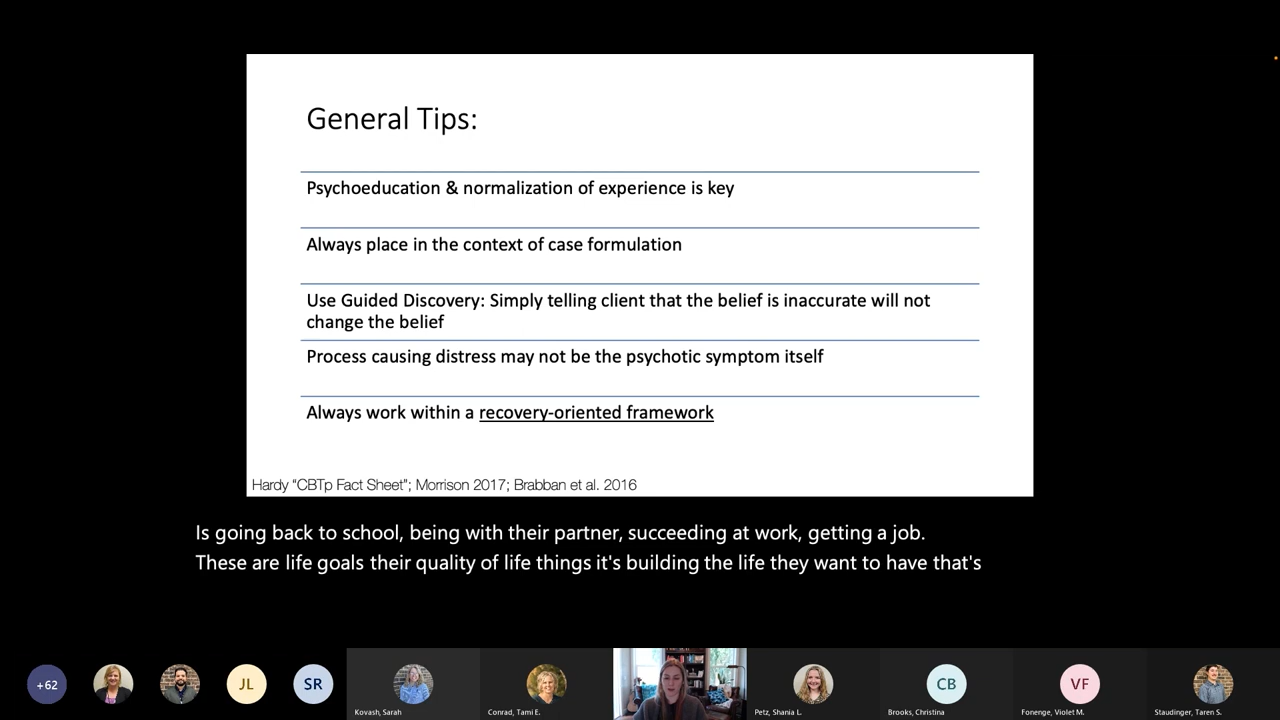 General Tips:
Psychoeducation & normalization of experience is key
Always place in the context of case formulation
Use Guided Discovery: Simply telling client that the belief is inaccurate will not
change the belief
Process causing distress may not be the psychotic symptom itself
Always work within a recovery-oriented framework
Hardy "CBTp Fact Sheet"; Morrison 2017; Brabban et al. 2016
Is going back to school, being with their partner, succeeding at work, getting a job.
These are life goals their quality of life things it's building the life they want to have that's
+62
JL
SR
Kovash, Sarah
Conrad, Tami E.
Petz, Shania L.
CB
Brooks, Christina
VF
Fonenge, Violet M.
Staudinger, Taren S.